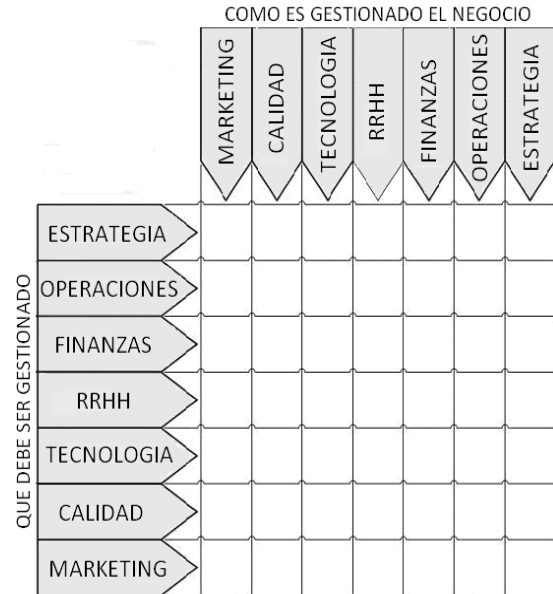 COMO ES GESTIONADO EL NEGOCIO
MARKETING
CALIDAD
TECNOLOGIA
RRHH
FINANZAS
OPERACIONES
ESTRATEGIA
QUE DEBE SER GESTIONADO
ESTRATEGIA
OPERACIONES
FINANZAS
RRHH
TECNOLOGIA
CALIDAD
MARKETING